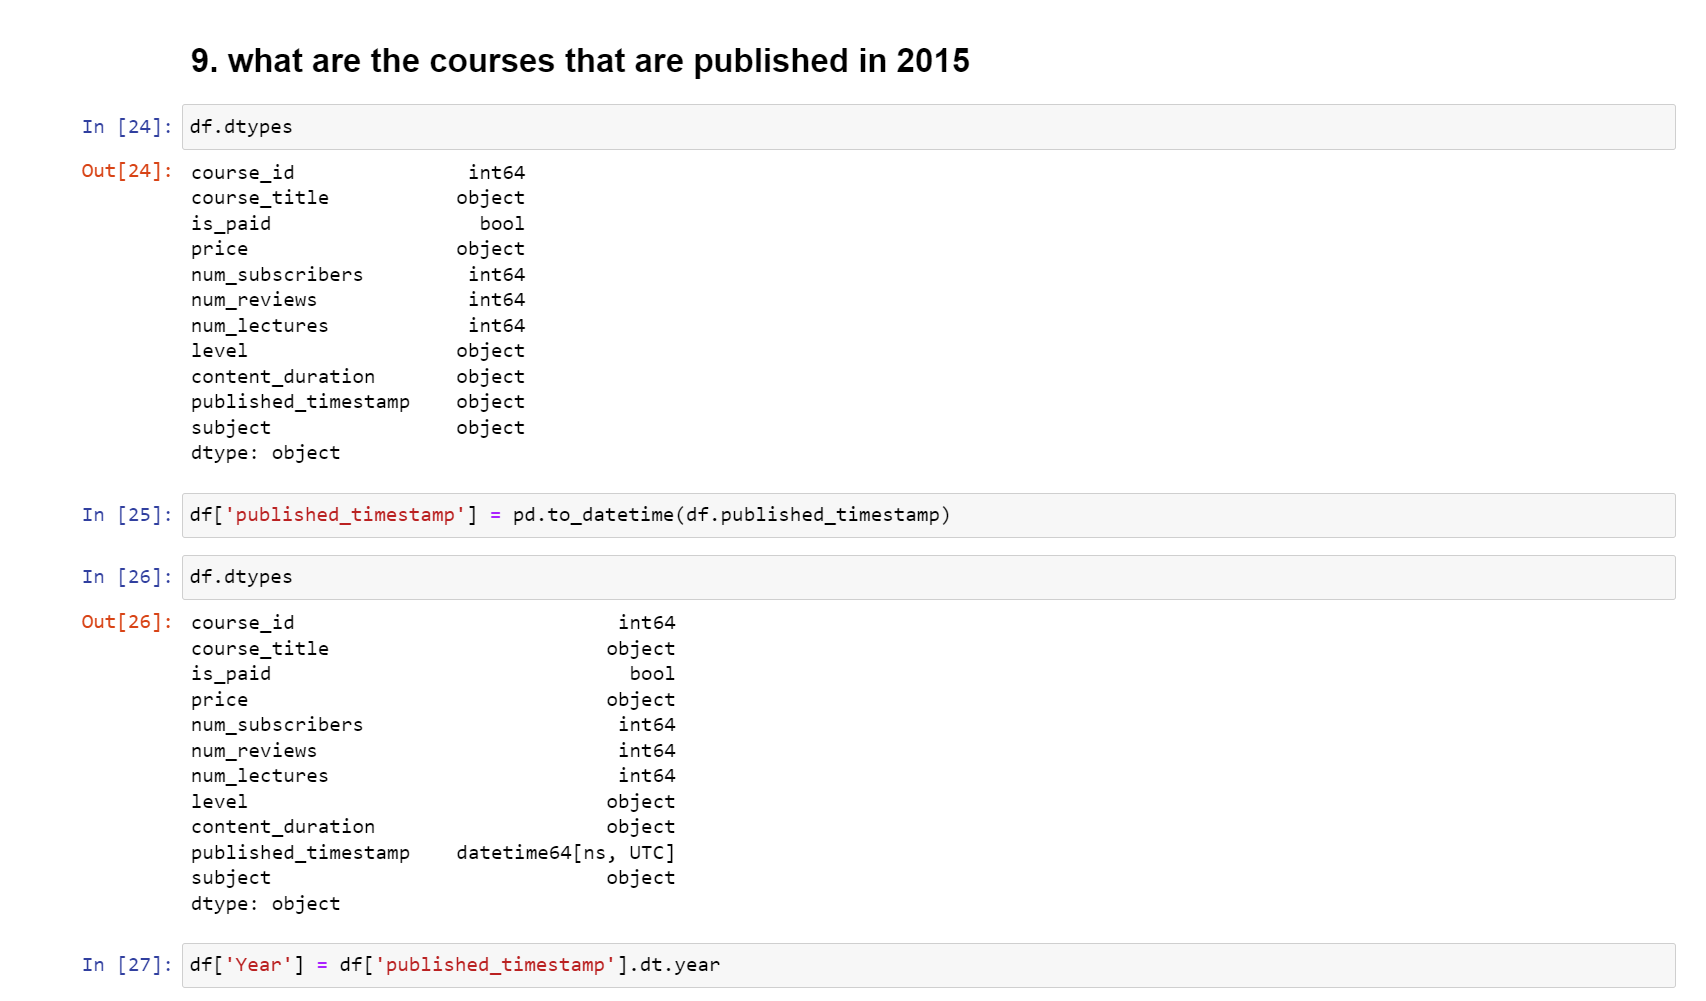 9. what are the courses that are published in 2015
In [24]: df.dtypes
Out[24]: course_id int64
course_title object
is_paid bool
price object
num_subscribers int64
num_reviews int64
num_lectures int64
level object
content_duration object
published_timestamp object
subject object
dtype: object
In [25]: df['published_timestamp'] = pd.to_datetime(df.published_timestamp)
In [26]: df.dtypes
Out[26]: course_id int64
course_title object
is_paid bool
price object
num_subscribers int64
num_reviews int64
num_lectures int64
level object
content_duration object
published_timestamp datetime64[ns, UTC]
subject object
dtype: object
In [27]: df['Year'] = df['published_timestamp'].dt.year